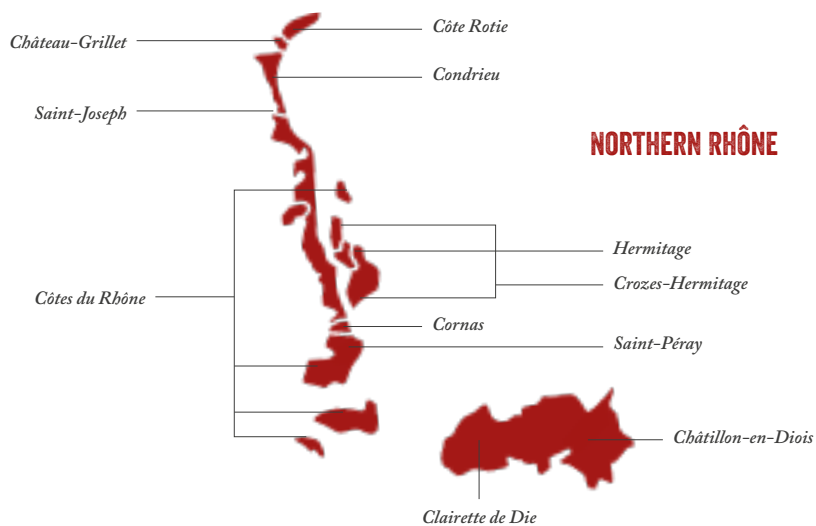 Côte Rotie
Château-Grillet
Condrieu
Saint-Joseph
NORTHERN RHÔNE
Hermitage
Crozes-Hermitage
Côtes du Rhône
Cornas
Saint-Péray
Châtillon-en-Diois
Clairette de Die